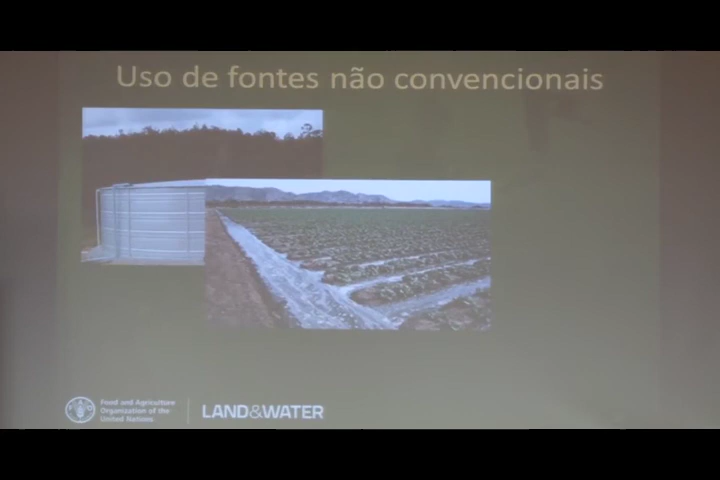 Uso de fontes não convencionais
Food and Agriculture
Organization of the
United Nations
LAND&WATER